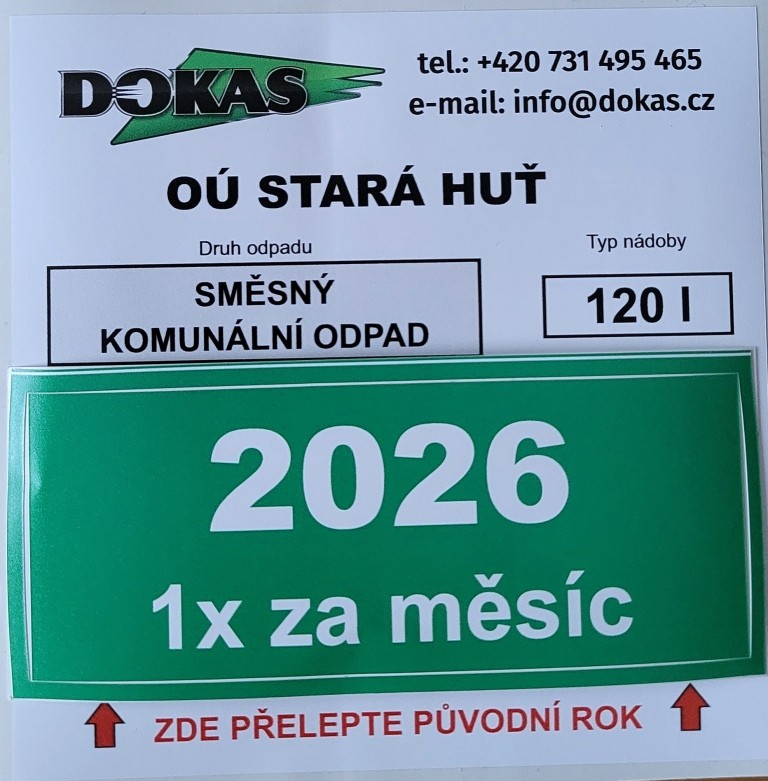 DOKAS
tel.: +420 731 495 465
e-mail: info@dokas.cz
OÚ STARÁ HUŤ
Druh odpadu
SMĚSNÝ
KOMUNÁLNÍ ODPAD
Typ nádoby
120 l
2026
1x za měsíc
ZDE PŘELEPTE PŮVODNÍ ROK